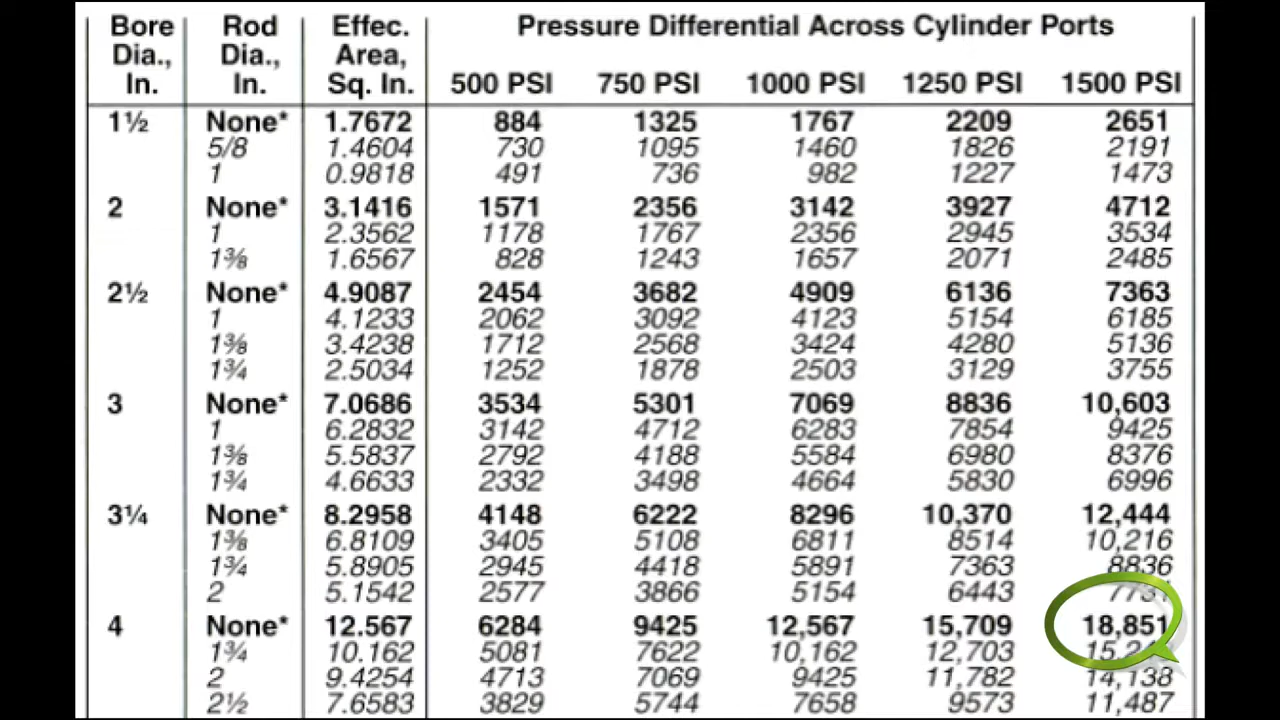 Bore Rod Effec. Pressure Differential Across Cylinder Ports
Dia., Dia., Area,
In. In. Sq. In. 500 PSI 750 PSI 1000 PSI 1250 PSI 1500 PSI
1½ None* 1.7672 884 1325 1767 2209 2651
5/8 1.4604 730 1095 1460 1826 2191
1 0.9818 491 736 982 1227 1473
2 None* 3.1416 1571 2356 3142 3927 4712
1 2.3562 1178 1767 2356 2945 3534
1⅜ 1.6567 828 1243 1657 2071 2485
2½ None* 4.9087 2454 3682 4909 6136 7363
1 4.1233 2062 3092 4123 5154 6185
1⅜ 3.4238 1712 2568 3424 4280 5136
1¾ 2.5034 1252 1878 2503 3129 3755
3 None* 7.0686 3534 5301 7069 8836 10,603
1 6.2832 3142 4712 6283 7854 9425
1⅜ 5.5837 2792 4188 5584 6980 8376
1¾ 4.6633 2332 3498 4664 5830 6996
3¼ None* 8.2958 4148 6222 8296 10,370 12,444
1⅜ 6.8109 3405 5108 6811 8514 10,216
1¾ 5.8905 2945 4418 5891 7363 8836
2 5.1542 2577 3866 5154 6443
4 None* 12.567 6284 9425 12,567 15,709 18,851
1¾ 10.162 5081 7622 10,162 12,703
2 9.4254 4713 7069 9425 11,782 14,138
2½ 7.6583 3829 5744 7658 9573 11,487